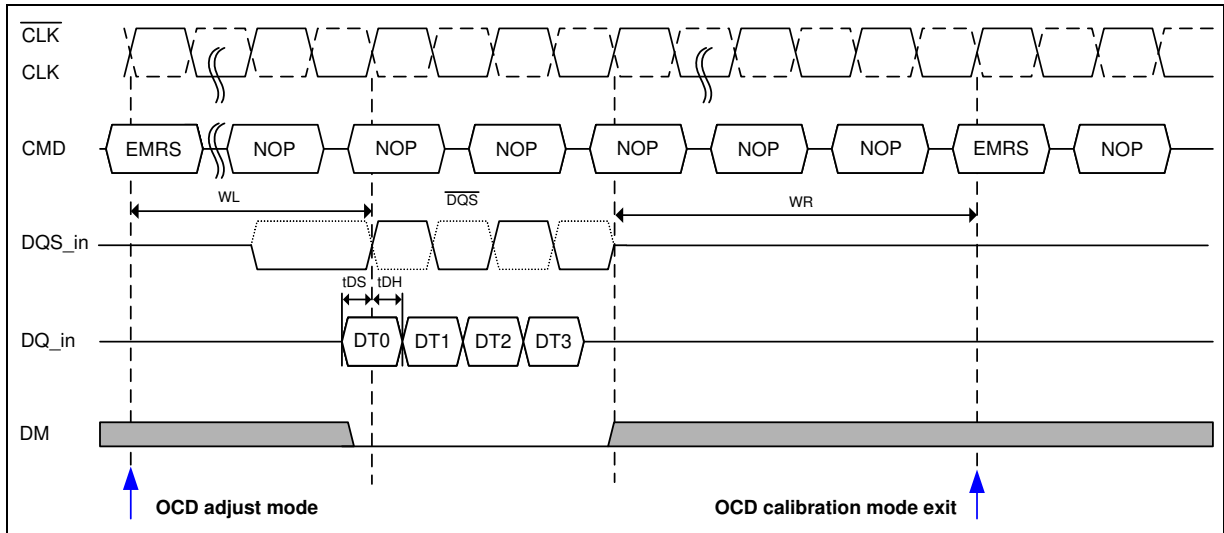 CLK
CLK
CMD EMRS NOP NOP NOP NOP NOP NOP EMRS NOP
WL DQS WR
DQS_in
tDS tDH
DQ_in DT0 DT1 DT2 DT3
DM
OCD adjust mode OCD calibration mode exit